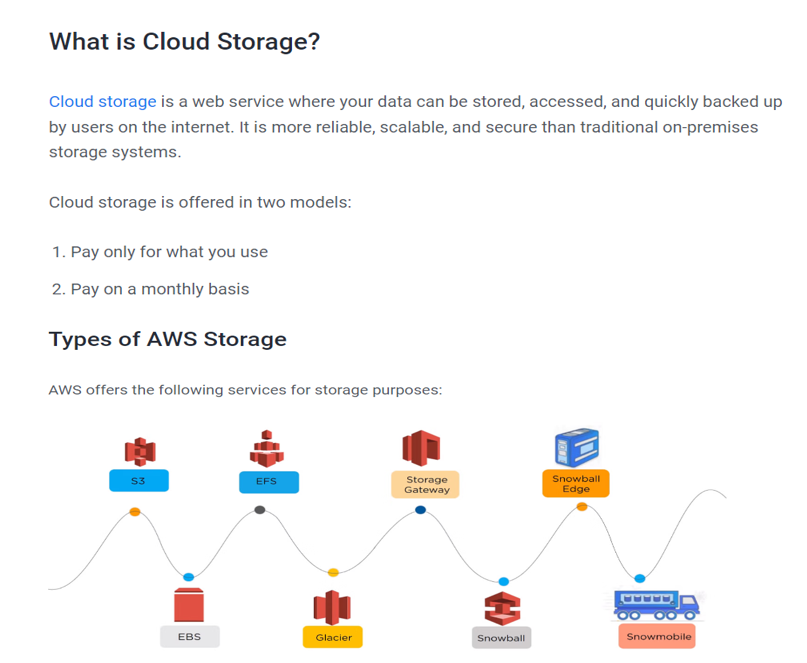 What is Cloud Storage?
Cloud storage is a web service where your data can be stored, accessed, and quickly backed up
by users on the internet. It is more reliable, scalable, and secure than traditional on-premises
storage systems.
Cloud storage is offered in two models:
1. Pay only for what you use
2. Pay on a monthly basis
Types of AWS Storage
AWS offers the following services for storage purposes:
S3
EFS
Storage
Gateway
Snowball
Edge
EBS
Glacier
Snowball
Snowmobile